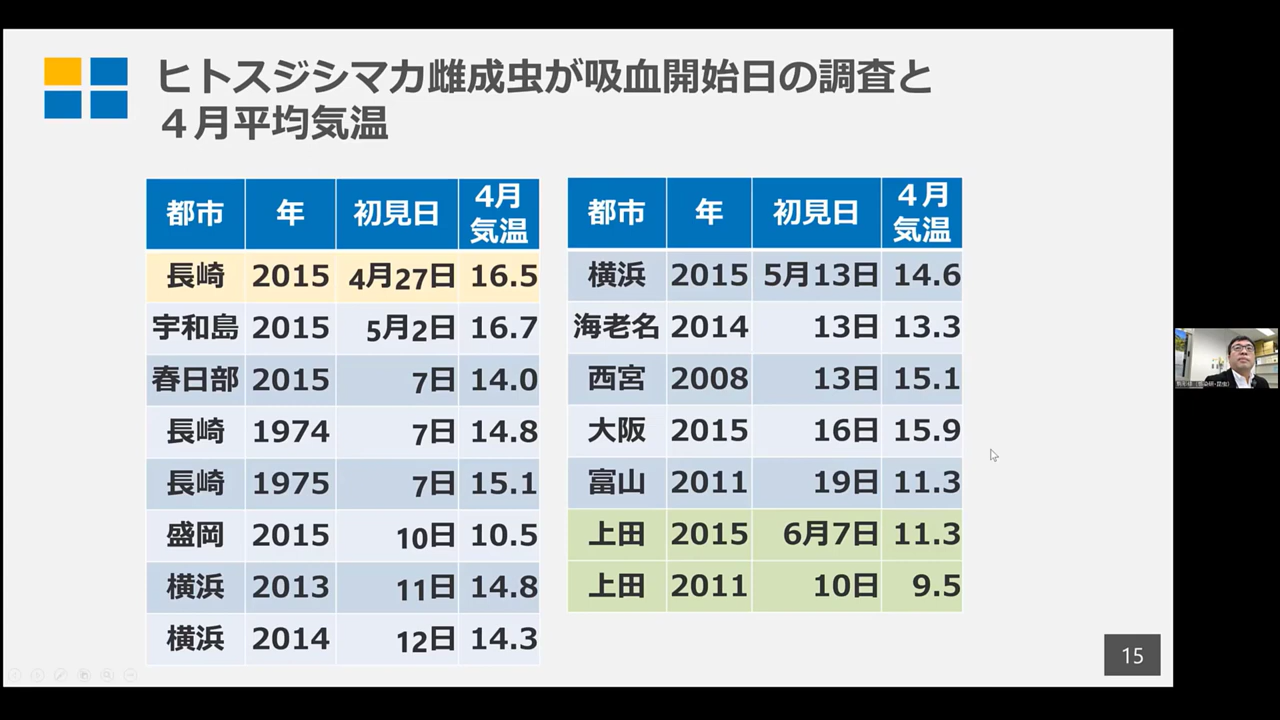 ヒトスジシマカ雌成虫が吸血開始日の調査と
４月平均気温
都市 年 初見日 4月
気温
長崎 2015 4月27日 16.5
宇和島 2015 5月2日 16.7
春日部 2015 7日 14.0
長崎 1974 7日 14.8
長崎 1975 7日 15.1
盛岡 2015 10日 10.5
横浜 2013 11日 14.8
横浜 2014 12日 14.3
都市 年 初見日 ４月
気温
横浜 2015 5月13日 14.6
海老名 2014 13日 13.3
西宮 2008 13日 15.1
大阪 2015 16日 15.9
富山 2011 19日 11.3
上田 2015 6月7日 11.3
上田 2011 10日 9.5
15